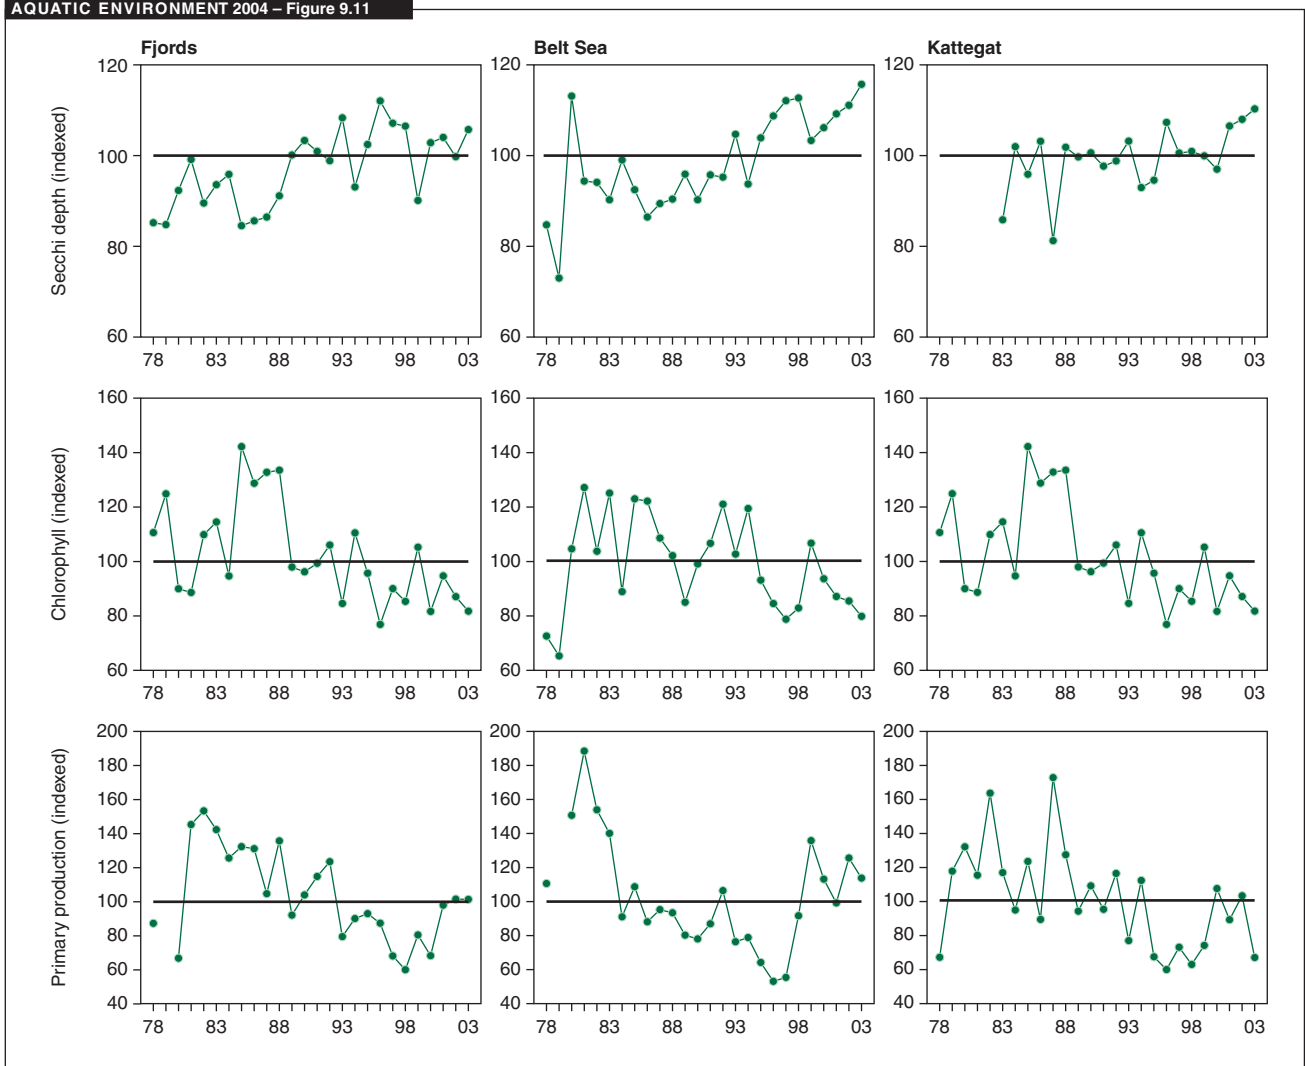 AQUATIC ENVIRONMENT 2004 – Figure 9.11
Fjords Belt Sea Kattegat
Secchi depth (indexed)
120 120 120
100 100 100
80 80 80
60 60 60
78 83 88 93 98 03 78 83 88 93 98 03 78 83 88 93 98 03
Chlorophyll (indexed)
160 160 160
140 140 140
120 120 120
100 100 100
80 80 80
60 60 60
78 83 88 93 98 03 78 83 88 93 98 03 78 83 88 93 98 03
Primary production (indexed)
200 200 200
180 180 180
160 160 160
140 140 140
120 120 120
100 100 100
80 80 80
60 60 60
40 40 40
78 83 88 93 98 03 78 83 88 93 98 03 78 83 88 93 98 03